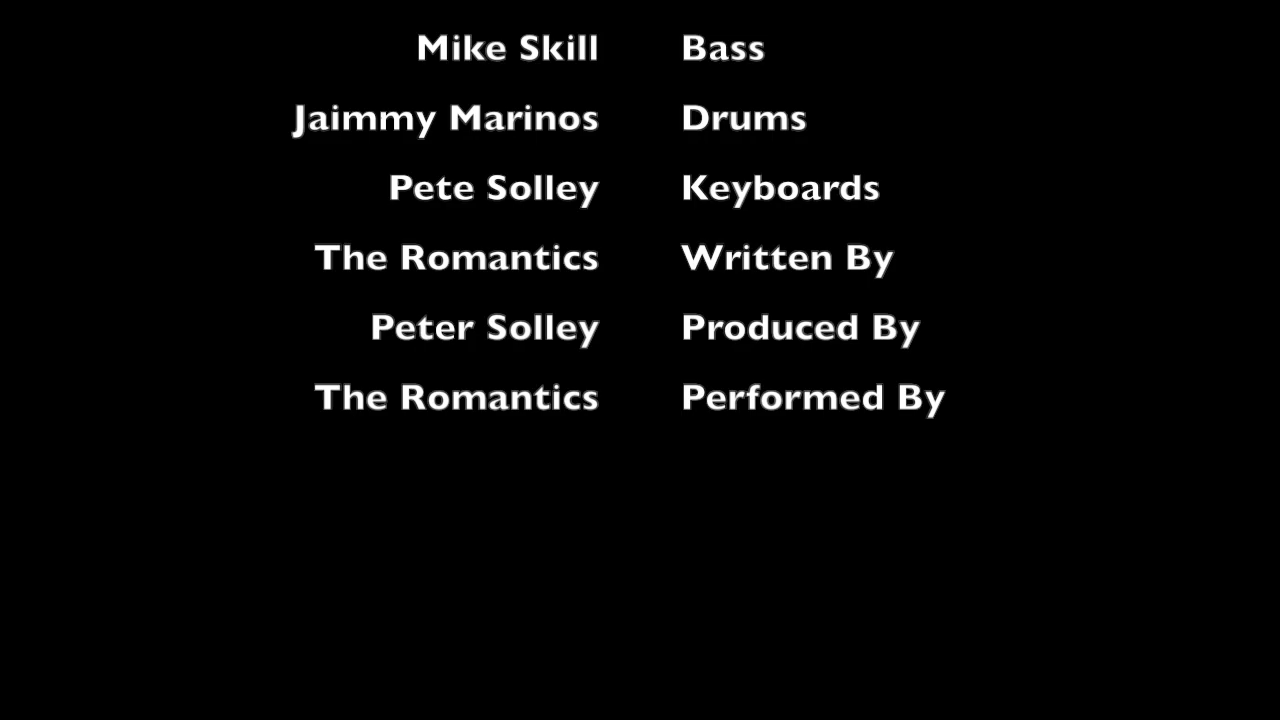 Mike Skill Bass
Jaimmy Marinos Drums
Pete Solley Keyboards
The Romantics Written By
Peter Solley Produced By
The Romantics Performed By